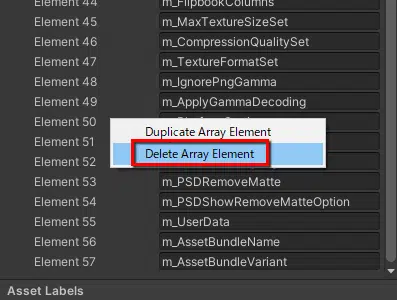 Element 44 m_FlipbookColumns
Element 45 m_MaxTextureSizeSet
Element 46 m_CompressionQualitySet
Element 47 m_TextureFormatSet
Element 48 m_IgnorePngGamma
Element 49 m_ApplyGammaDecoding
Element 50
Duplicate Array Element
Element 51
Delete Array Element
Element 52
Element 53 m_PSDRemoveMatte
Element 54 m_PSDShowRemoveMatteOption
Element 55 m_UserData
Element 56 m_AssetBundleName
Element 57 m_AssetBundleVariant
Asset Labels